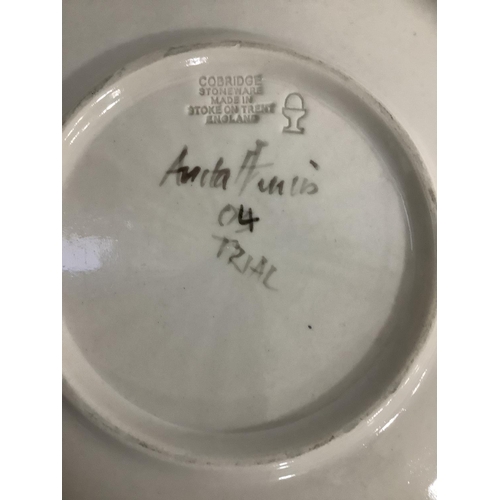 COBRIDGE
STONEWARE
MADE IN
STOKE ON TRENT
ENGLAND
Anita Harris
04
TRIAL